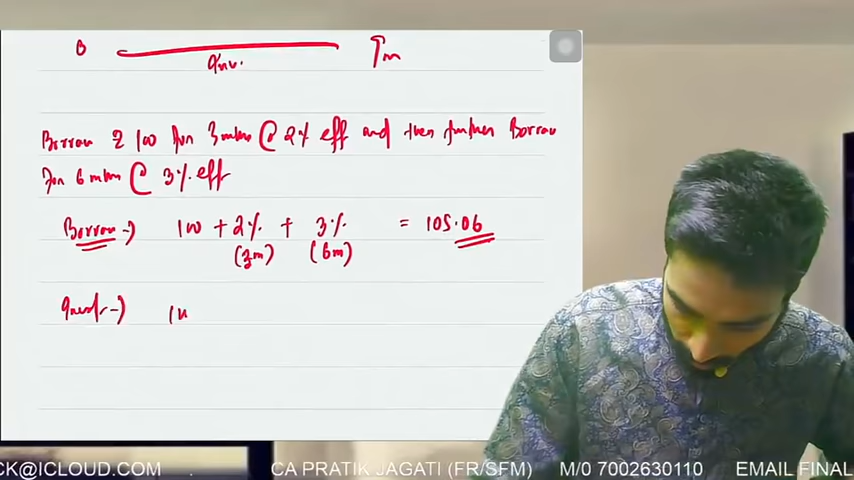 0 Inv. 9m
Borrow ₹ 100 for 3 mths @ 2% eff and then further Borrow
for 6 mths @ 3% eff
Borrow → 100 + 2% + 3% = 105.06
(3m) (6m)
Invest → 10
CK@ICLOUD.COM CA PRATIK JAGATI (FR/SFM) M/0 7002630110 EMAIL FINAL